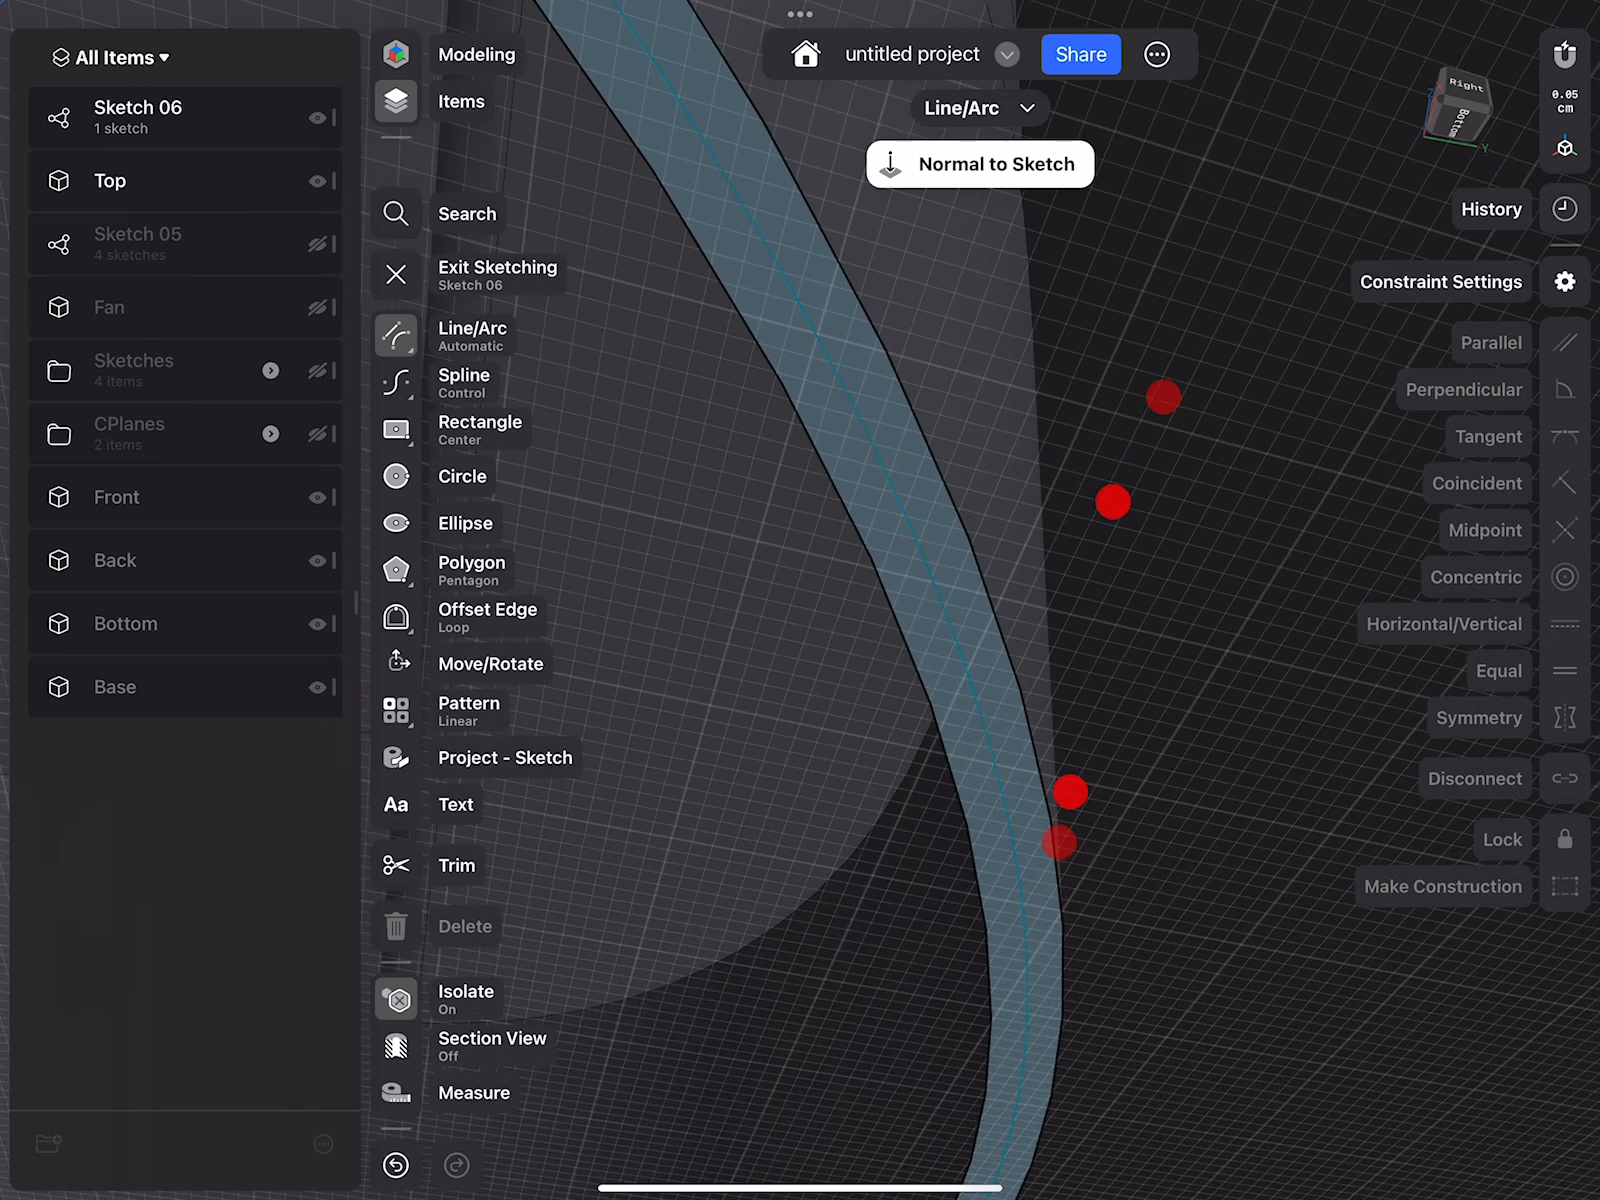 All Items
Sketch 06
1 sketch
Top
Sketch 05
4 sketches
Fan
Sketches
4 items
CPlanes
2 items
Front
Back
Bottom
Base
Modeling
Items
Search
Exit Sketching
Sketch 06
Line/Arc
Automatic
Spline
Control
Rectangle
Center
Circle
Ellipse
Polygon
Pentagon
Offset Edge
Loop
Move/Rotate
Pattern
Linear
Project - Sketch
Aa Text
Trim
Delete
Isolate
On
Section View
Off
Measure
untitled project
Share
Line/Arc
Normal to Sketch
Right
Bottom
Z
Y
0.05
cm
History
Constraint Settings
Parallel
Perpendicular
Tangent
Coincident
Midpoint
Concentric
Horizontal/Vertical
Equal
Symmetry
Disconnect
Lock
Make Construction